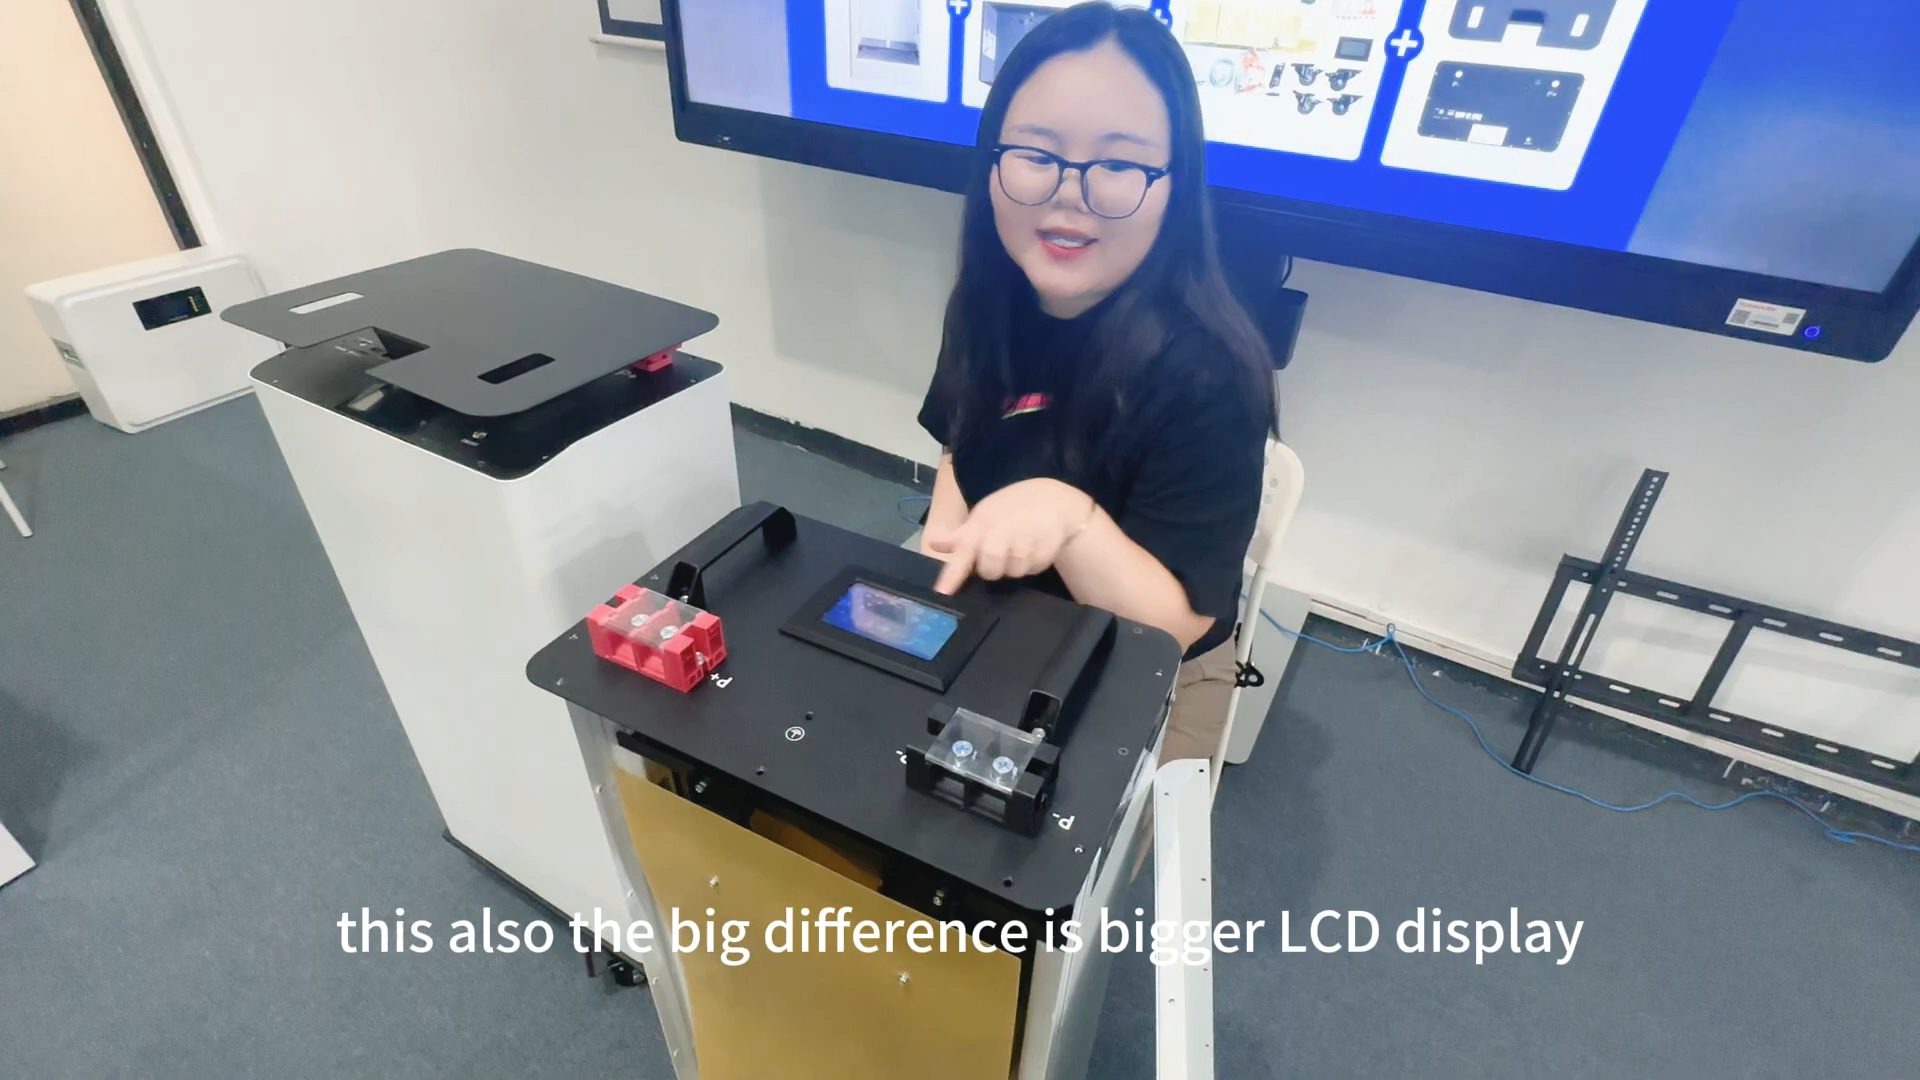 P+
P-
this also the big difference is bigger LCD display